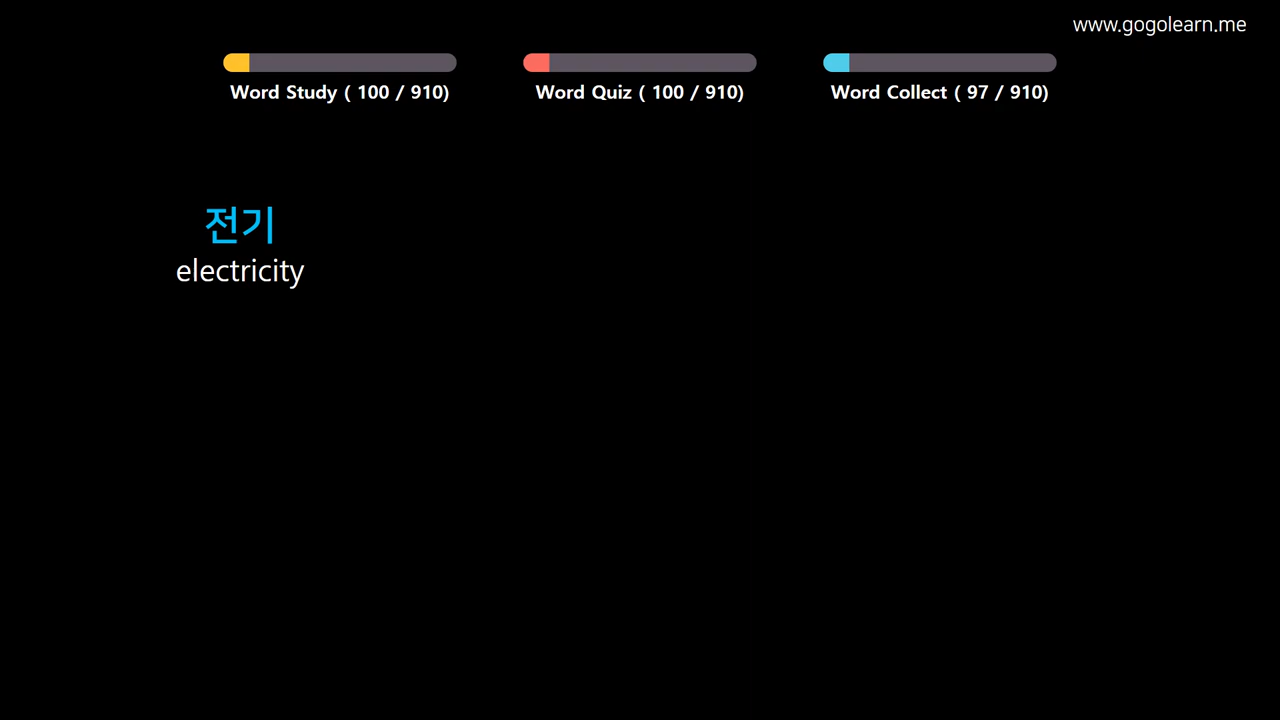 www.gogolearn.me
Word Study ( 100 / 910)
Word Quiz ( 100 / 910)
Word Collect ( 97 / 910)
전기
electricity